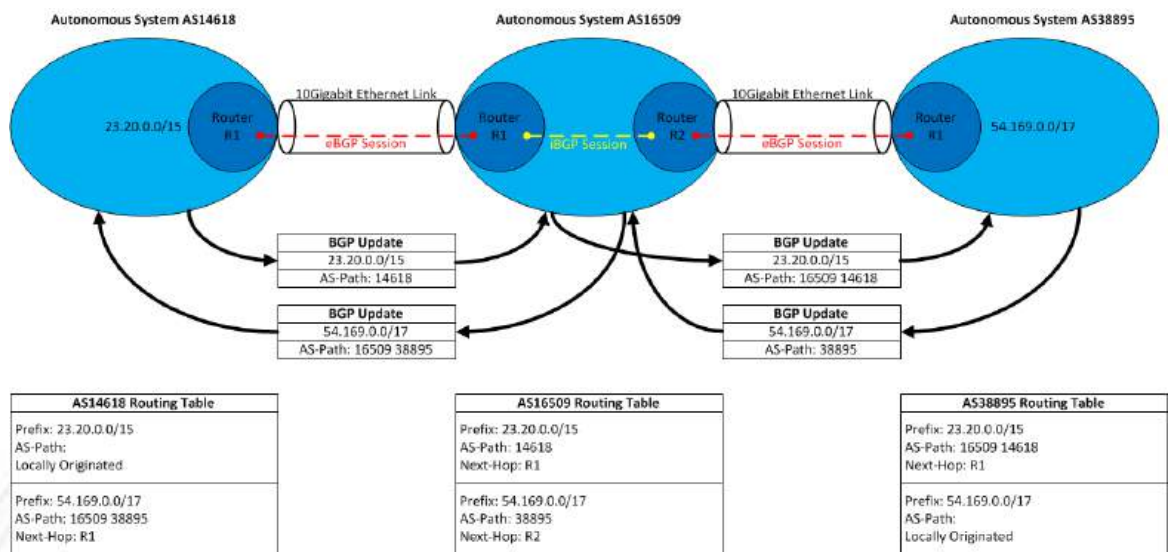 Autonomous System AS14618
Autonomous System AS16509
Autonomous System AS38895
23.20.0.0/15
Router
R1
10Gigabit Ethernet Link
eBGP Session
Router
R1
iBGP Session
Router
R2
10Gigabit Ethernet Link
eBGP Session
Router
R1
54.169.0.0/17
BGP Update
23.20.0.0/15
AS-Path: 14618
BGP Update
54.169.0.0/17
AS-Path: 16509 38895
BGP Update
23.20.0.0/15
AS-Path: 16509 14618
BGP Update
54.169.0.0/17
AS-Path: 38895
AS14618 Routing Table
Prefix: 23.20.0.0/15
AS-Path:
Locally Originated
Prefix: 54.169.0.0/17
AS-Path: 16509 38895
Next-Hop: R1
AS16509 Routing Table
Prefix: 23.20.0.0/15
AS-Path: 14618
Next-Hop: R1
Prefix: 54.169.0.0/17
AS-Path: 38895
Next-Hop: R2
AS38895 Routing Table
Prefix: 23.20.0.0/15
AS-Path: 16509 14618
Next-Hop: R1
Prefix: 54.169.0.0/17
AS-Path:
Locally Originated